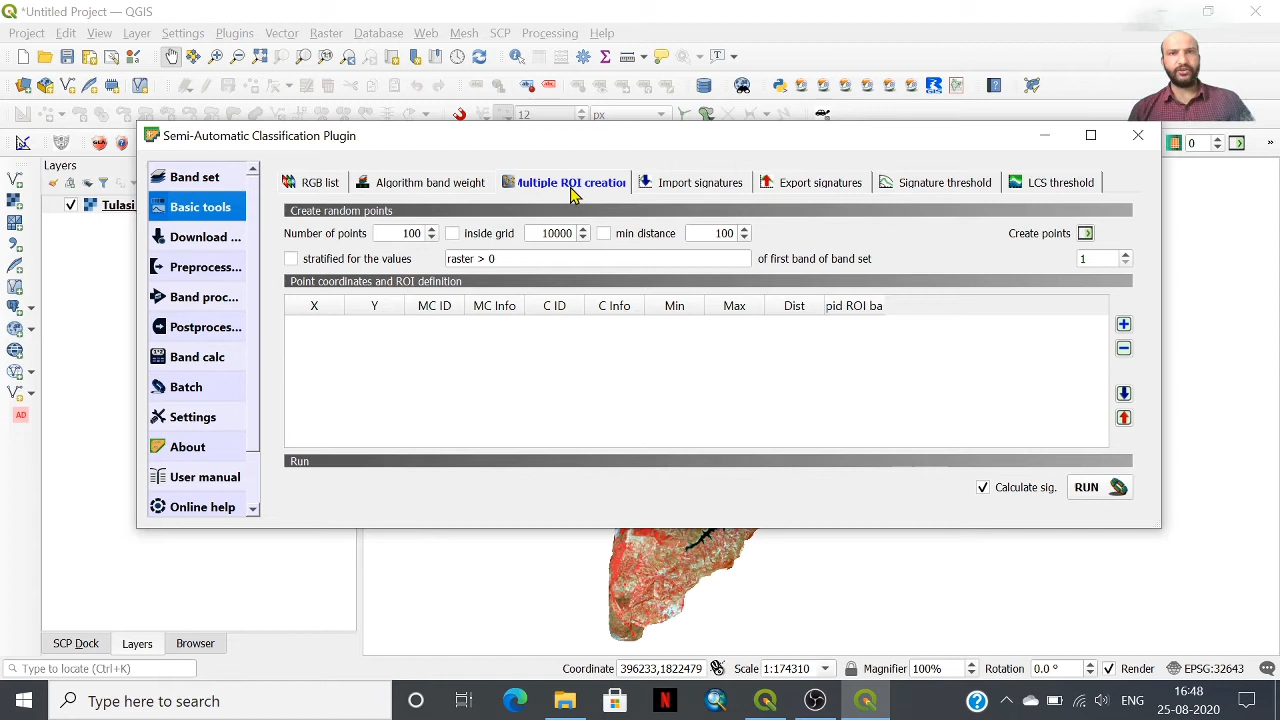 *Untitled Project — QGIS
Project Edit View Layer Settings Plugins Vector Raster Database Web Mesh SCP Processing Help
12 px
0
Semi-Automatic Classification Plugin
Layers
Tulasi
Band set
Basic tools
Download ...
Preprocess...
Band proc...
Postproces...
Band calc
Batch
Settings
About
User manual
Online help
AD
RGB list Algorithm band weight Multiple ROI creation Import signatures Export signatures Signature threshold LCS threshold
Create random points
Number of points 100 inside grid 10000 min distance 100 Create points
stratified for the values raster > 0 of first band of band set 1
Point coordinates and ROI definition
X Y MC ID MC Info C ID C Info Min Max Dist pid ROI ba
Run
Calculate sig. RUN
SCP Dock Layers Browser
Type to locate (Ctrl+K) Coordinate 396233,1822479 Scale 1:174310 Magnifier 100% Rotation 0.0 ° Render EPSG:32643
Type here to search
ENG
16:48
25-08-2020